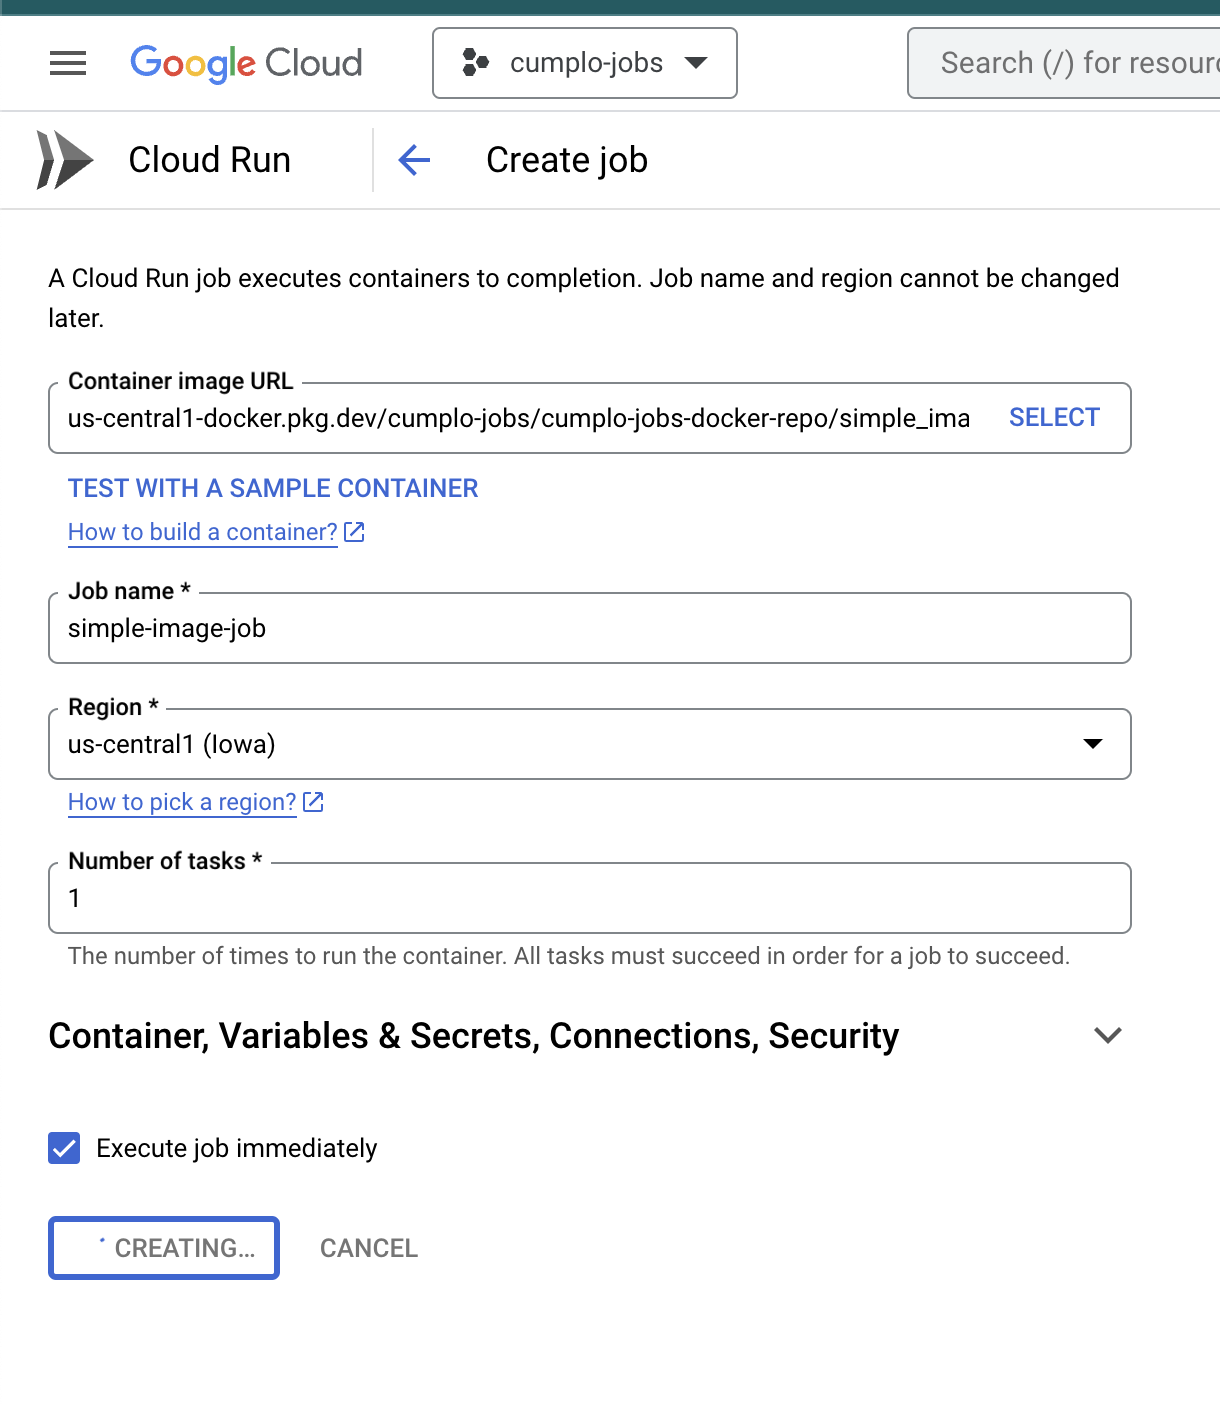 Google Cloud
cumplo-jobs
Search (/) for
Cloud Run
Create job
A Cloud Run job executes containers to completion. Job name and region cannot be changed
later.
Container image URL
us-central1-docker.pkg.dev/cumplo-jobs/cumplo-jobs-docker-repo/simple_ima
SELECT
TEST WITH A SAMPLE CONTAINER
How to build a container?
Job name *
simple-image-job
Region *
us-central1 (Iowa)
How to pick a region?
Number of tasks *
1
The number of times to run the container. All tasks must succeed in order for a job to succeed.
Container, Variables & Secrets, Connections, Security
Execute job immediately
CREATING...
CANCEL